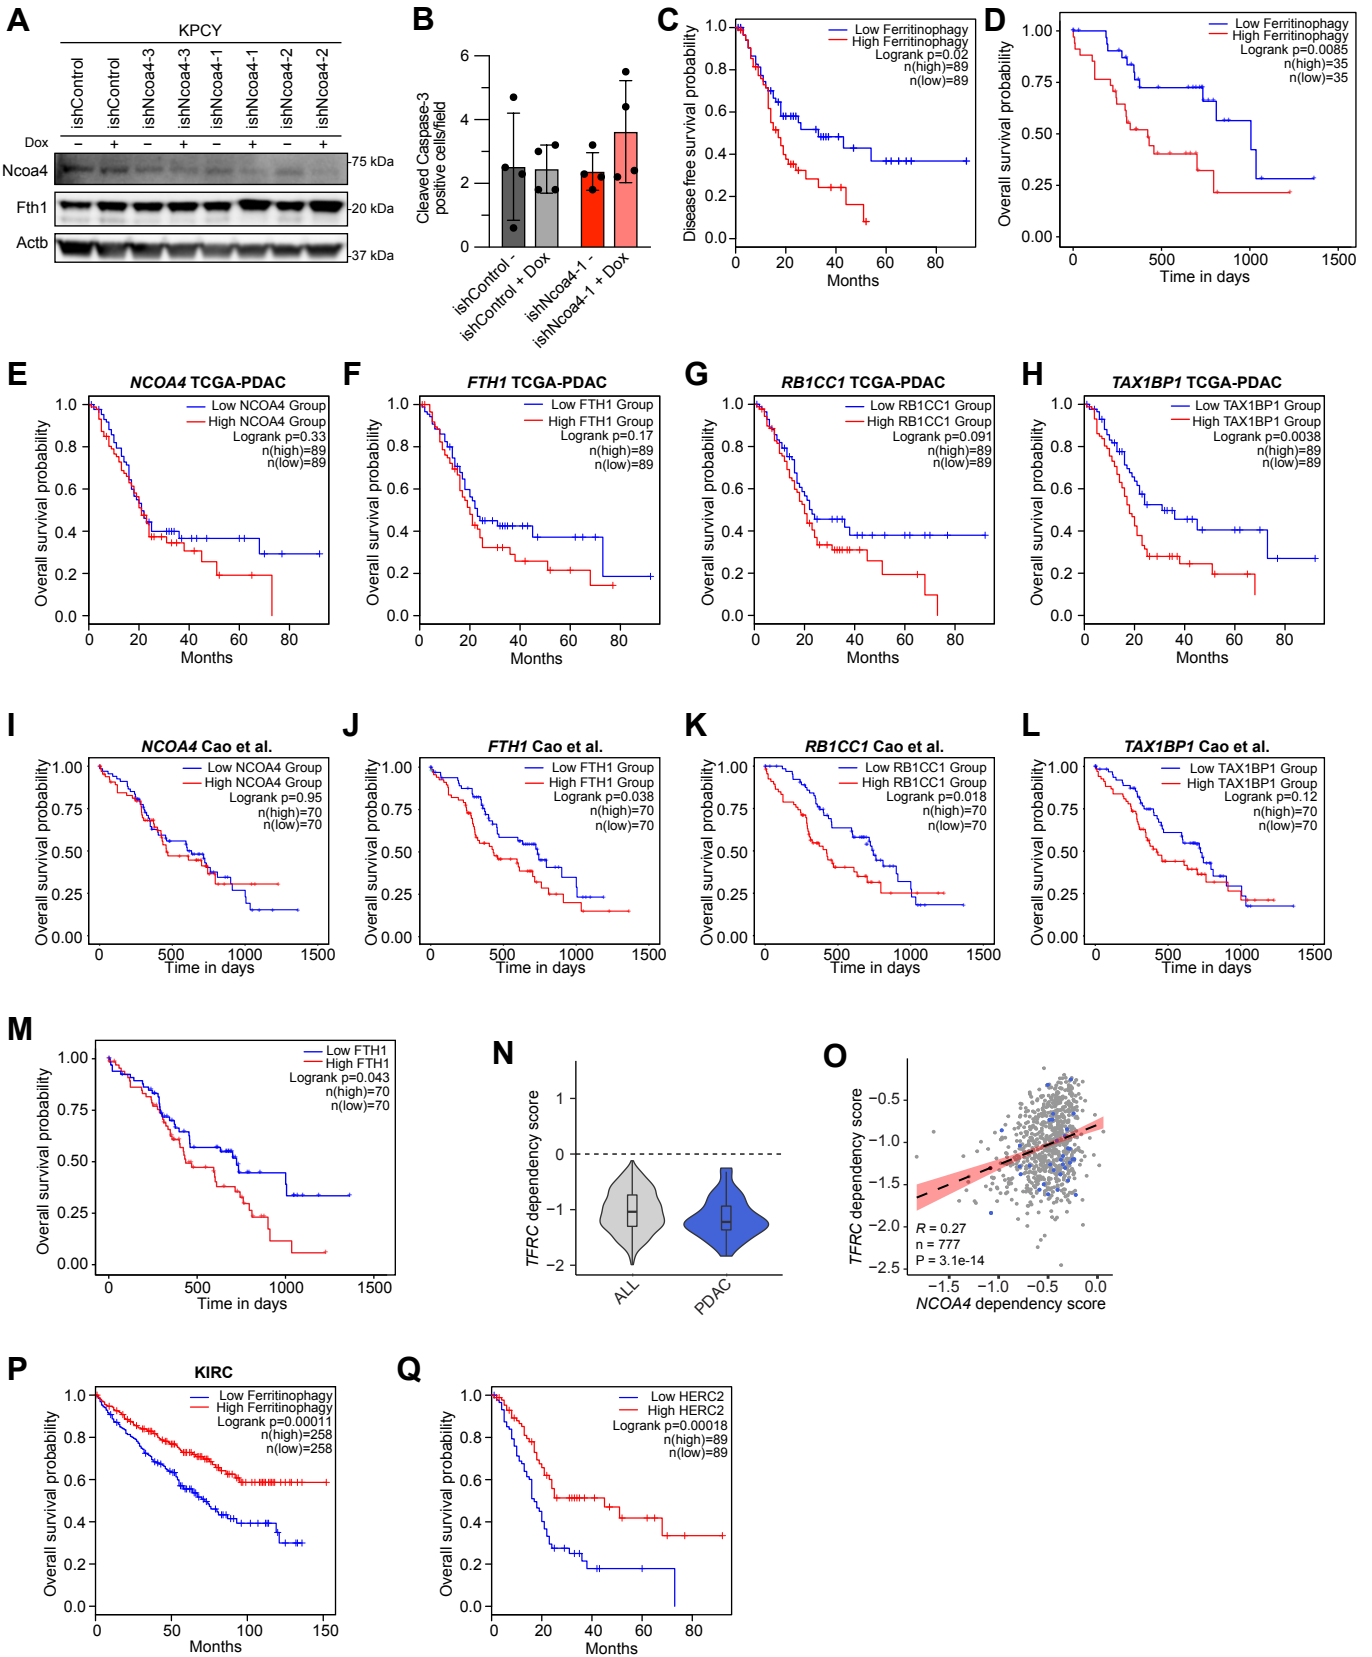 A
KPCY
ishControl
ishControl
ishNcoa4-3
ishNcoa4-3
ishNcoa4-1
ishNcoa4-1
ishNcoa4-2
ishNcoa4-2
Dox − + − + − + − +
Ncoa4
-75 kDa
Fth1
-20 kDa
Actb
-37 kDa
B
Cleaved Caspase-3
positive cells/field
6
4
2
0
ishControl -
ishControl + Dox
ishNcoa4-1 -
ishNcoa4-1 + Dox
C
Disease free survival probability
1.0
0.8
0.6
0.4
0.2
0.0
Low Ferritinophagy
High Ferritinophagy
Logrank p=0.02
n(high)=89
n(low)=89
0 20 40 60 80
Months
D
Overall survival probability
1.00
0.75
0.50
0.25
0.00
Low Ferritinophagy
High Ferritinophagy
Logrank p=0.0085
n(high)=35
n(low)=35
0 500 1000 1500
Time in days
E
NCOA4 TCGA-PDAC
Overall survival probability
1.0
0.8
0.6
0.4
0.2
0.0
Low NCOA4 Group
High NCOA4 Group
Logrank p=0.33
n(high)=89
n(low)=89
0 20 40 60 80
Months
F
FTH1 TCGA-PDAC
Overall survival probability
1.0
0.8
0.6
0.4
0.2
0.0
Low FTH1 Group
High FTH1 Group
Logrank p=0.17
n(high)=89
n(low)=89
0 20 40 60 80
Months
G
RB1CC1 TCGA-PDAC
Overall survival probability
1.0
0.8
0.6
0.4
0.2
0.0
Low RB1CC1 Group
High RB1CC1 Group
Logrank p=0.091
n(high)=89
n(low)=89
0 20 40 60 80
Months
H
TAX1BP1 TCGA-PDAC
Overall survival probability
1.0
0.8
0.6
0.4
0.2
0.0
Low TAX1BP1 Group
High TAX1BP1 Group
Logrank p=0.0038
n(high)=89
n(low)=89
0 20 40 60 80
Months
I
NCOA4 Cao et al.
Overall survival probability
1.00
0.75
0.50
0.25
0.00
Low NCOA4 Group
High NCOA4 Group
Logrank p=0.95
n(high)=70
n(low)=70
0 500 1000 1500
Time in days
J
FTH1 Cao et al.
Overall survival probability
1.00
0.75
0.50
0.25
0.00
Low FTH1 Group
High FTH1 Group
Logrank p=0.038
n(high)=70
n(low)=70
0 500 1000 1500
Time in days
K
RB1CC1 Cao et al.
Overall survival probability
1.00
0.75
0.50
0.25
0.00
Low RB1CC1 Group
High RB1CC1 Group
Logrank p=0.018
n(high)=70
n(low)=70
0 500 1000 1500
Time in days
L
TAX1BP1 Cao et al.
Overall survival probability
1.00
0.75
0.50
0.25
0.00
Low TAX1BP1 Group
High TAX1BP1 Group
Logrank p=0.12
n(high)=70
n(low)=70
0 500 1000 1500
Time in days
M
Overall survival probability
1.00
0.75
0.50
0.25
0.00
Low FTH1
High FTH1
Logrank p=0.043
n(high)=70
n(low)=70
0 500 1000 1500
Time in days
N
TFRC dependency score
1
0
−1
−2
ALL
PDAC
O
TFRC dependency score
−0.5
−1.0
−1.5
−2.0
−2.5
R = 0.27
n = 777
P = 3.1e-14
−1.5 −1.0 −0.5 0.0
NCOA4 dependency score
P
KIRC
Overall survival probability
1.0
0.8
0.6
0.4
0.2
0.0
Low Ferritinophagy
High Ferritinophagy
Logrank p=0.00011
n(high)=258
n(low)=258
0 50 100 150
Months
Q
Overall survival probability
1.0
0.8
0.6
0.4
0.2
0.0
Low HERC2
High HERC2
Logrank p=0.00018
n(high)=89
n(low)=89
0 20 40 60 80
Months